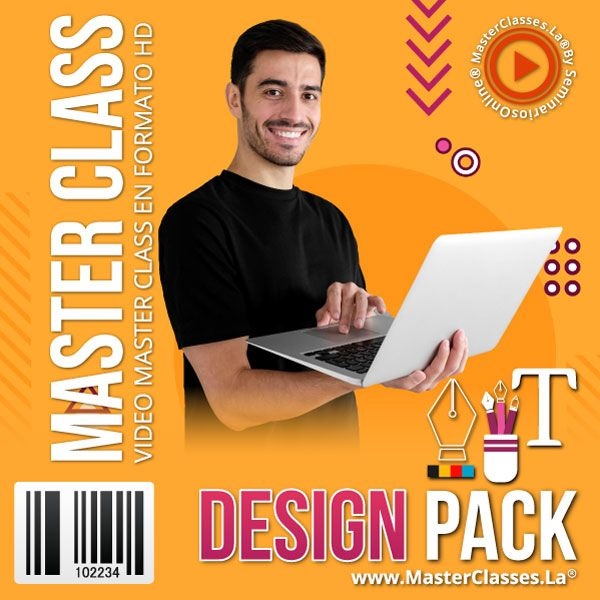 MASTER CLASS
VIDEO MASTER CLASS EN FORMATO HD
MasterClasses.La®By SeminariosOnline®
T
102234
DESIGN PACK
www.MasterClasses.La®